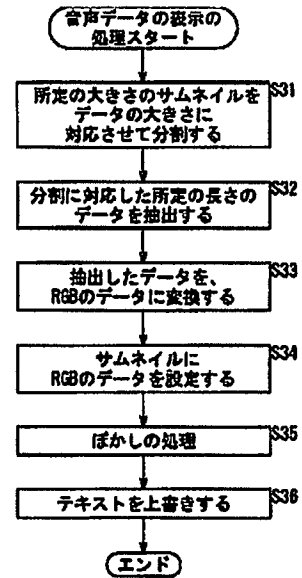 音声データの表示の
処理スタート
S31
所定の大きさのサムネイルを
データの大きさに
対応させて分割する
S32
分割に対応した所定の長さの
データを抽出する
S33
抽出したデータを、
RGBのデータに変換する
S34
サムネイルに
RGBのデータを設定する
S35
ぼかしの処理
S36
テキストを上書きする
エンド